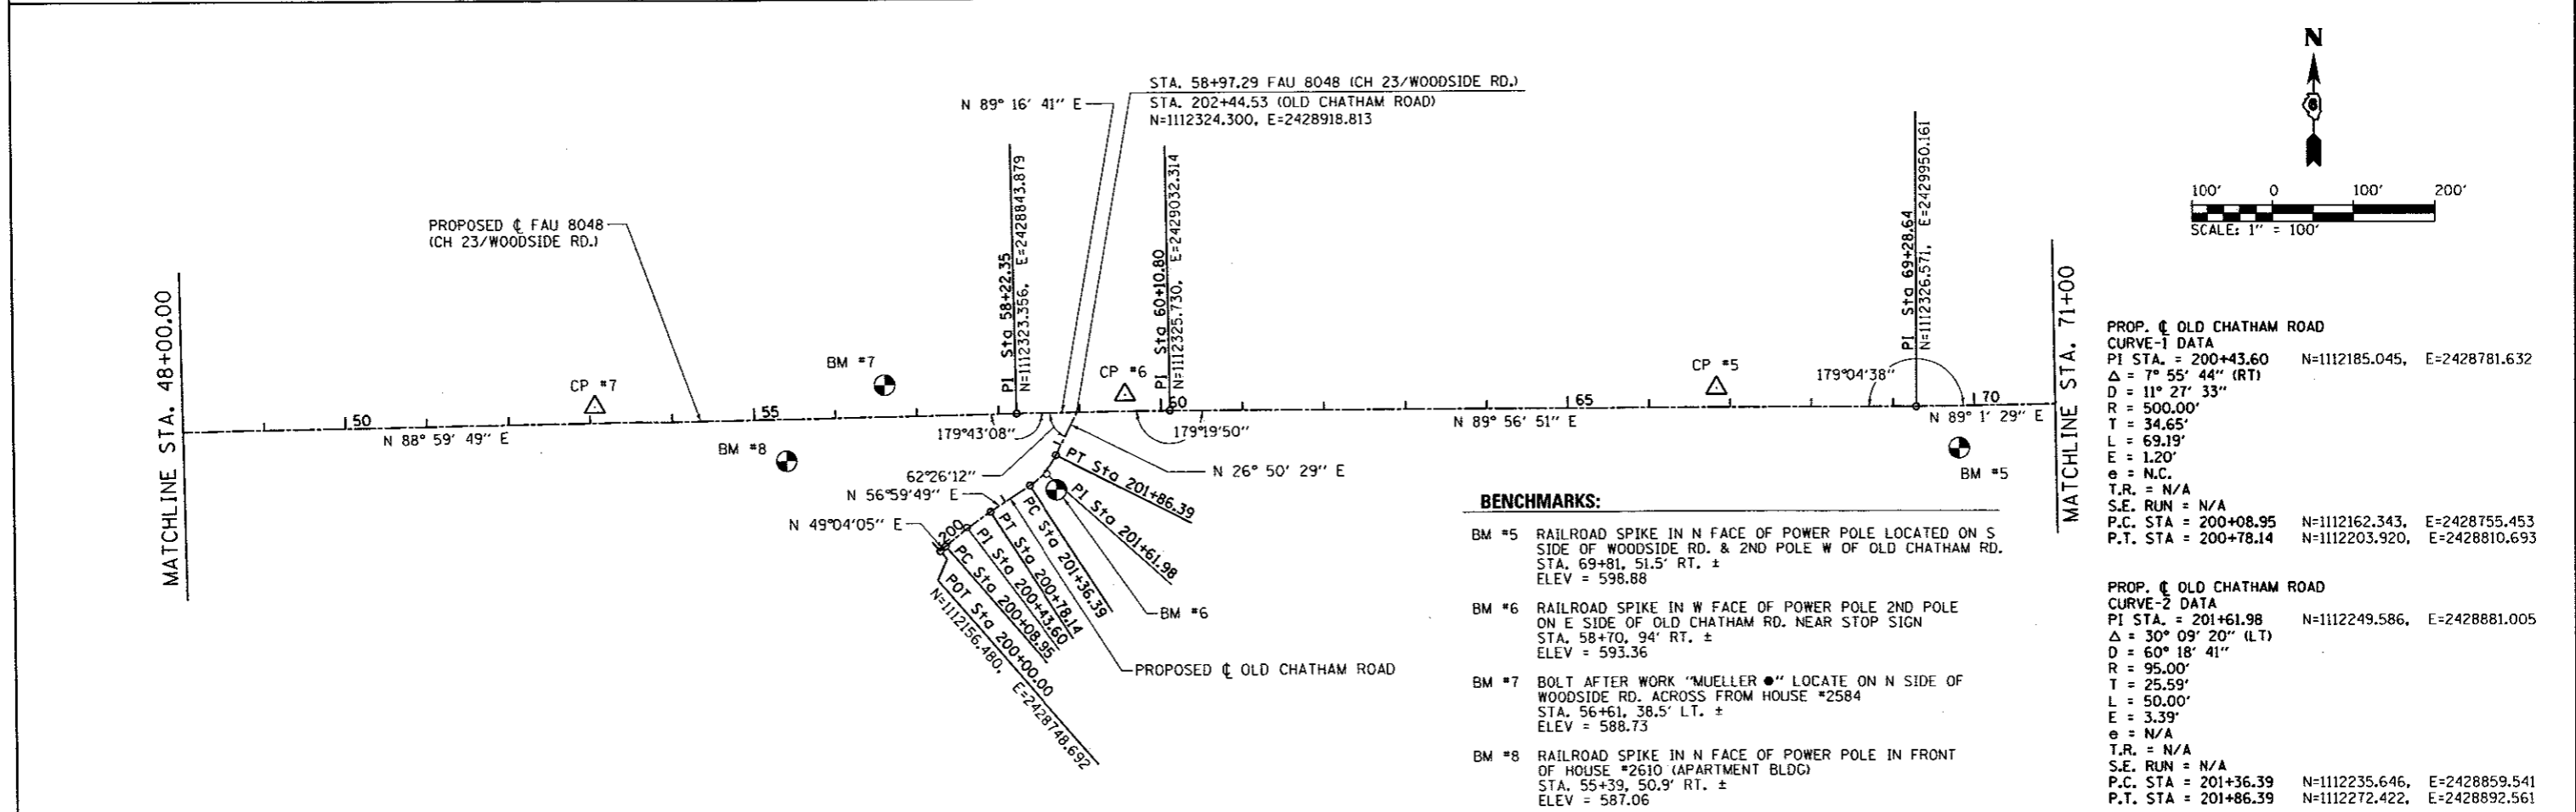 N
100' 0 100' 200'
SCALE: 1" = 100'
STA. 58+97.29 FAU 8048 (CH 23/WOODSIDE RD.)
STA. 202+44.53 (OLD CHATHAM ROAD)
N=1112324.300, E=2428918.813
N 89° 16' 41" E
PROPOSED ℄ FAU 8048
(CH 23/WOODSIDE RD.)
MATCHLINE STA. 48+00.00
PI Sta 58+22.35
N=1112323.356, E=2428843.879
PI Sta 60+10.80
N=1112325.730, E=2429032.314
PI Sta 69+28.64
N=1112326.571, E=2429950.161
MATCHLINE STA. 71+00
CP #7
BM #7
CP #6
CP #5
179°04'38"
50
55
60
65
70
N 88° 59' 49" E
179°43'08"
179°19'50"
N 89° 56' 51" E
N 89° 1' 29" E
BM #8
BM #5
62°26'12"
N 26° 50' 29" E
N 56°59'49" E
N 49°04'05" E
200
PT Sta 201+86.39
PI Sta 201+61.98
PC Sta 201+36.39
PT Sta 200+78.14
PI Sta 200+43.60
PC Sta 200+08.95
POT Sta 200+00.00
N=1112156.480, E=2428748.692
BM #6
PROPOSED ℄ OLD CHATHAM ROAD
BENCHMARKS:
BM #5 RAILROAD SPIKE IN N FACE OF POWER POLE LOCATED ON S
SIDE OF WOODSIDE RD. & 2ND POLE W OF OLD CHATHAM RD.
STA. 69+81, 51.5' RT. ±
ELEV = 598.88
BM #6 RAILROAD SPIKE IN W FACE OF POWER POLE 2ND POLE
ON E SIDE OF OLD CHATHAM RD. NEAR STOP SIGN
STA. 58+70, 94' RT. ±
ELEV = 593.36
BM #7 BOLT AFTER WORK "MUELLER ●" LOCATE ON N SIDE OF
WOODSIDE RD. ACROSS FROM HOUSE #2584
STA. 56+61, 38.5' LT. ±
ELEV = 588.73
BM #8 RAILROAD SPIKE IN N FACE OF POWER POLE IN FRONT
OF HOUSE #2610 (APARTMENT BLDG)
STA. 55+39, 50.9' RT. ±
ELEV = 587.06
PROP. ℄ OLD CHATHAM ROAD
CURVE-1 DATA
PI STA. = 200+43.60 N=1112185.045, E=2428781.632
Δ = 7° 55' 44" (RT)
D = 11° 27' 33"
R = 500.00'
T = 34.65'
L = 69.19'
E = 1.20'
e = N.C.
T.R. = N/A
S.E. RUN = N/A
P.C. STA = 200+08.95 N=1112162.343, E=2428755.453
P.T. STA = 200+78.14 N=1112203.920, E=2428810.693
PROP. ℄ OLD CHATHAM ROAD
CURVE-2 DATA
PI STA. = 201+61.98 N=1112249.586, E=2428881.005
Δ = 30° 09' 20" (LT)
D = 60° 18' 41"
R = 95.00'
T = 25.59'
L = 50.00'
E = 3.39'
e = N/A
T.R. = N/A
S.E. RUN = N/A
P.C. STA = 201+36.39 N=1112235.646, E=2428859.541
P.T. STA = 201+86.39 N=1112272.422, E=2428892.561